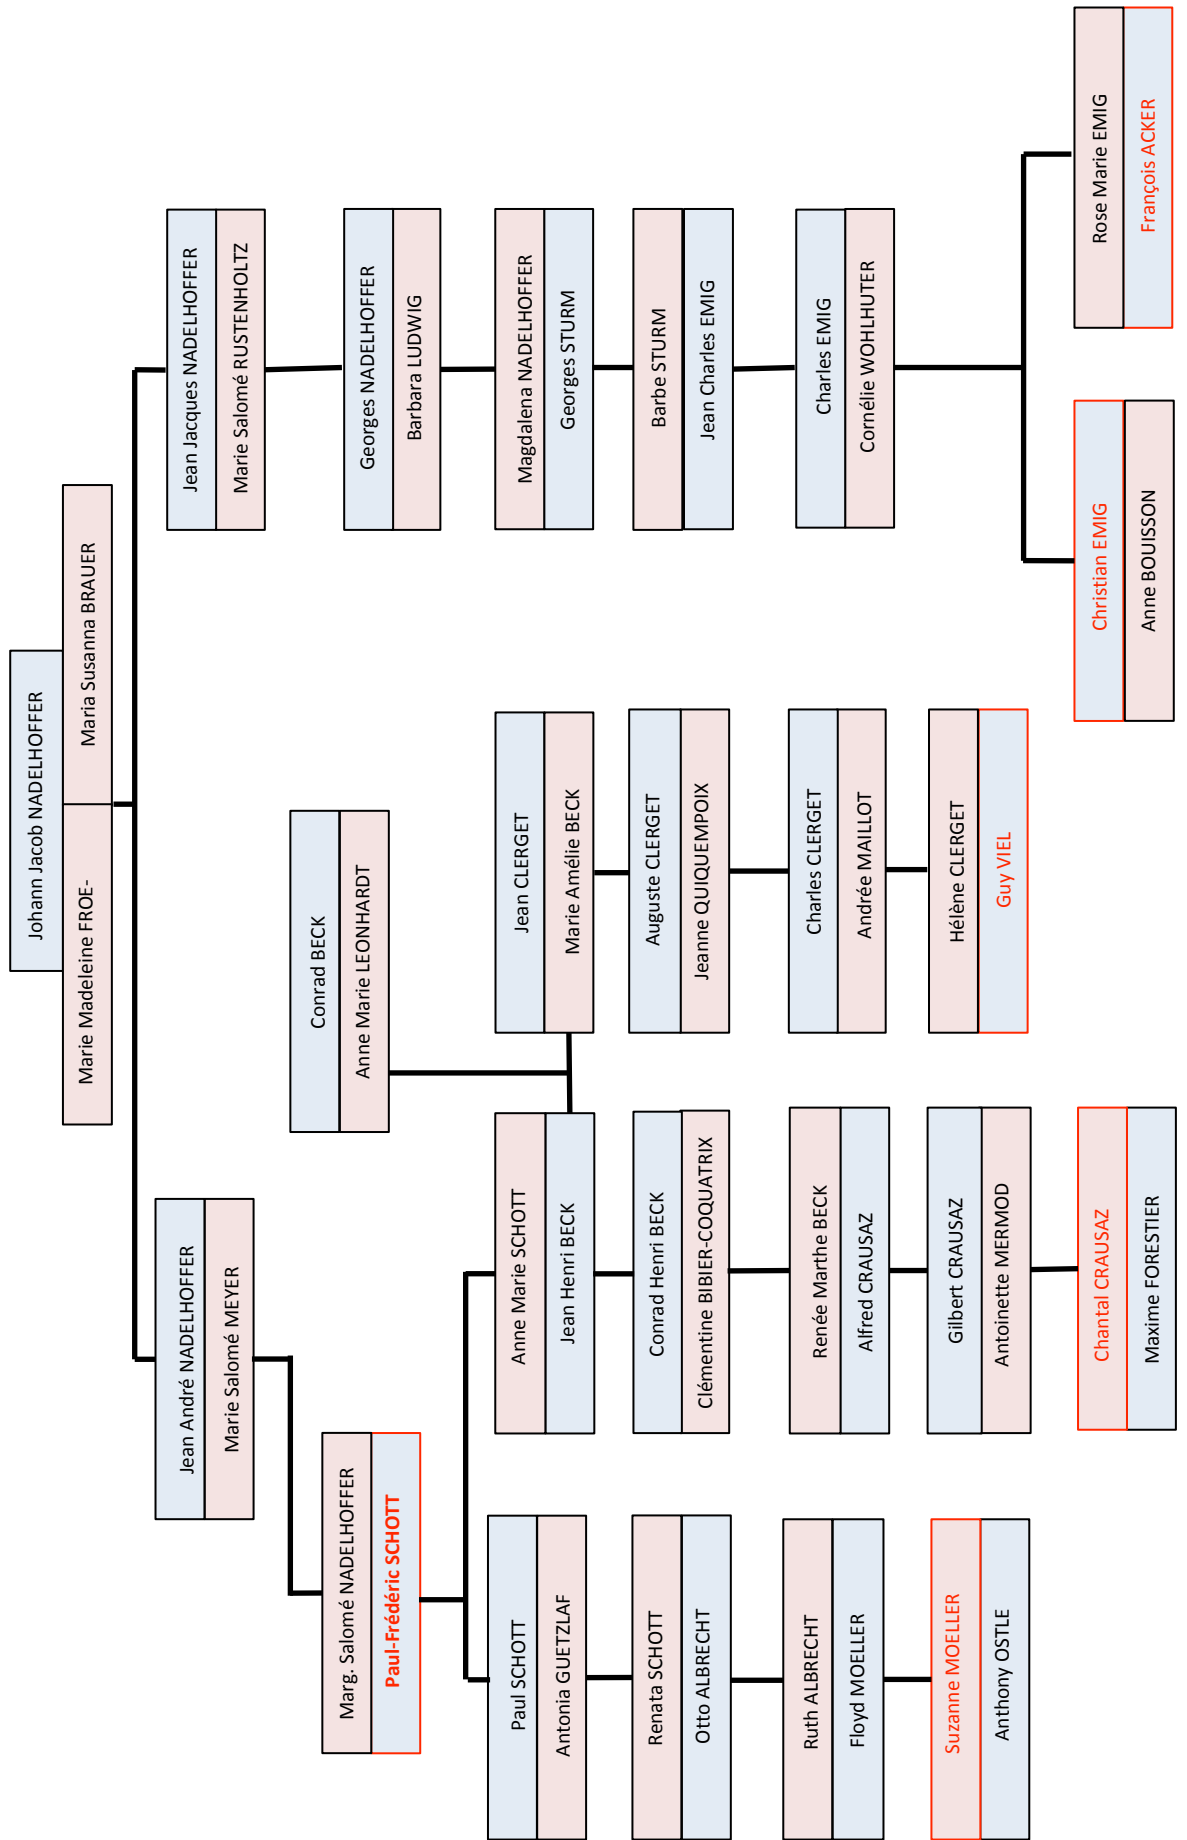 Johann Jacob NADELHOFFER
Marie Madeleine FROE-
Maria Susanna BRAUER
Jean André NADELHOFFER
Marie Salomé MEYER
Jean Jacques NADELHOFFER
Marie Salomé RUSTENHOLTZ
Marg. Salomé NADELHOFFER
Paul-Frédéric SCHOTT
Conrad BECK
Anne Marie LEONHARDT
Georges NADELHOFFER
Barbara LUDWIG
Paul SCHOTT
Antonia GUETZLAF
Anne Marie SCHOTT
Jean Henri BECK
Jean CLERGET
Marie Amélie BECK
Magdalena NADELHOFFER
Georges STURM
Renata SCHOTT
Otto ALBRECHT
Conrad Henri BECK
Clémentine BIBIER-COQUATRIX
Auguste CLERGET
Jeanne QUIQUEMPOIX
Barbe STURM
Jean Charles EMIG
Ruth ALBRECHT
Floyd MOELLER
Renée Marthe BECK
Alfred CRAUSAZ
Charles CLERGET
Andrée MAILLOT
Charles EMIG
Cornélie WOHLHUTER
Suzanne MOELLER
Anthony OSTLE
Gilbert CRAUSAZ
Antoinette MERMOD
Hélène CLERGET
Guy VIEL
Chantal CRAUSAZ
Maxime FORESTIER
Christian EMIG
Anne BOUISSON
Rose Marie EMIG
François ACKER